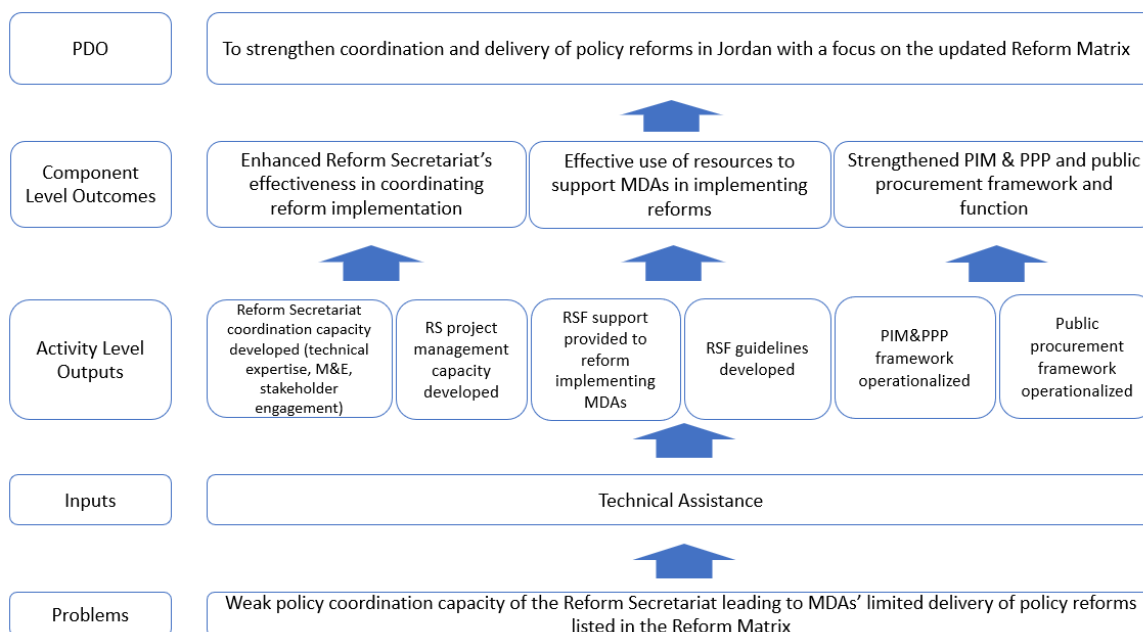 PDO
To strengthen coordination and delivery of policy reforms in Jordan with a focus on the updated Reform Matrix
Component
Level Outcomes
Enhanced Reform Secretariat's
effectiveness in coordinating
reform implementation
Effective use of resources to
support MDAs in implementing
reforms
Strengthened PIM & PPP and public
procurement framework and
function
Activity Level
Outputs
Reform Secretariat
coordination capacity
developed (technical
expertise, M&E,
stakeholder
engagement)
RS project
management
capacity
developed
RSF support
provided to
reform
implementing
MDAs
RSF guidelines
developed
PIM&PPP
framework
operationalized
Public
procurement
framework
operationalized
Inputs
Technical Assistance
Problems
Weak policy coordination capacity of the Reform Secretariat leading to MDAs' limited delivery of policy reforms
listed in the Reform Matrix